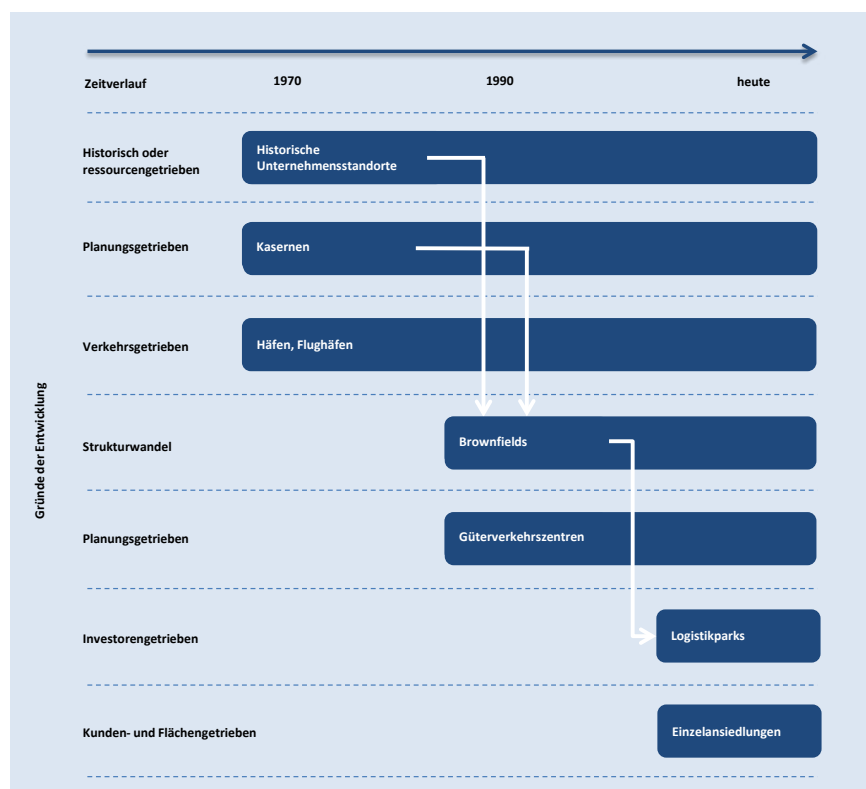 Zeitverlauf 1970 1990 heute
Historisch oder
ressourcengetrieben
Historische
Unternehmensstandorte
Planungsgetrieben
Kasernen
Verkehrsgetrieben
Häfen, Flughäfen
Gründe der Entwicklung
Strukturwandel
Brownfields
Planungsgetrieben
Güterverkehrszentren
Investorengetrieben
Logistikparks
Kunden- und Flächengetrieben
Einzelansiedlungen